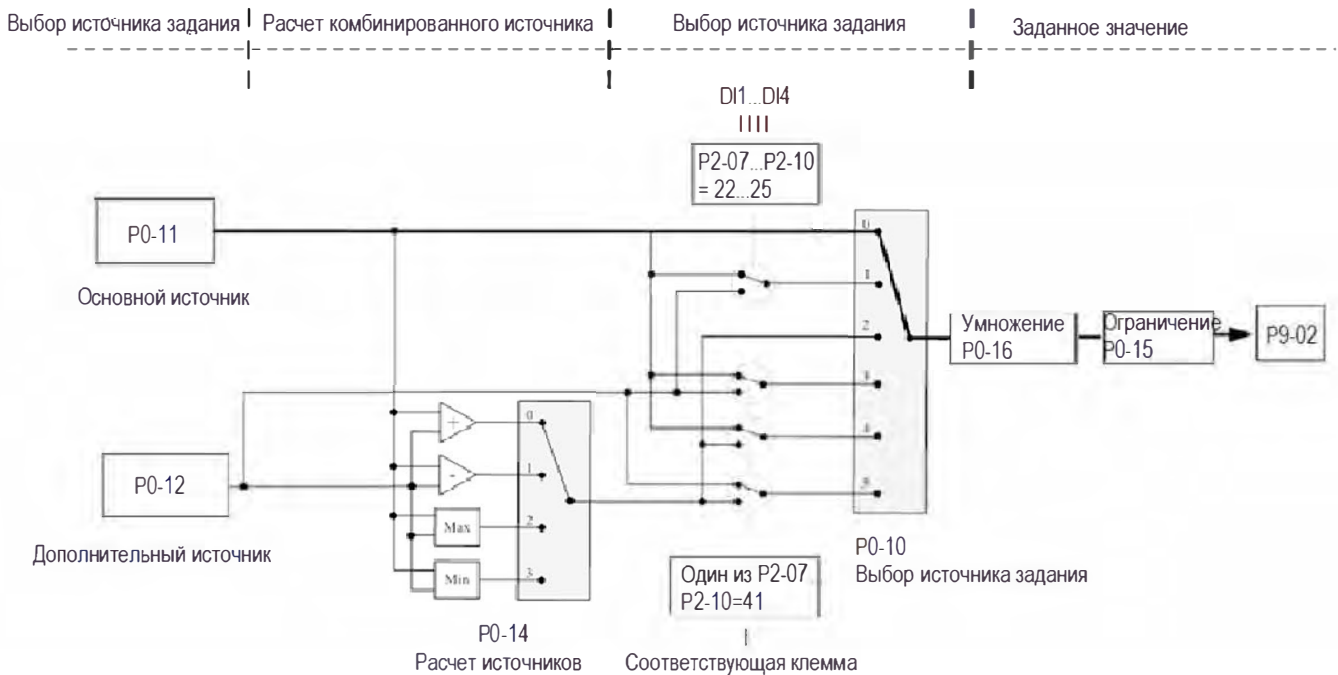 Выбор источника задания
Расчет комбинированного источника
Выбор источника задания
Заданное значение
DI1...DI4
P2-07...P2-10
= 22...25
P0-11
Основной источник
0
1
2
3
4
5
Умножение
P0-16
Ограничение
P0-15
P9-02
P0-12
Дополнительный источник
+
-
Max
Min
0
1
2
3
P0-14
Расчет источников
Один из P2-07
P2-10=41
Соответствующая клемма
P0-10
Выбор источника задания